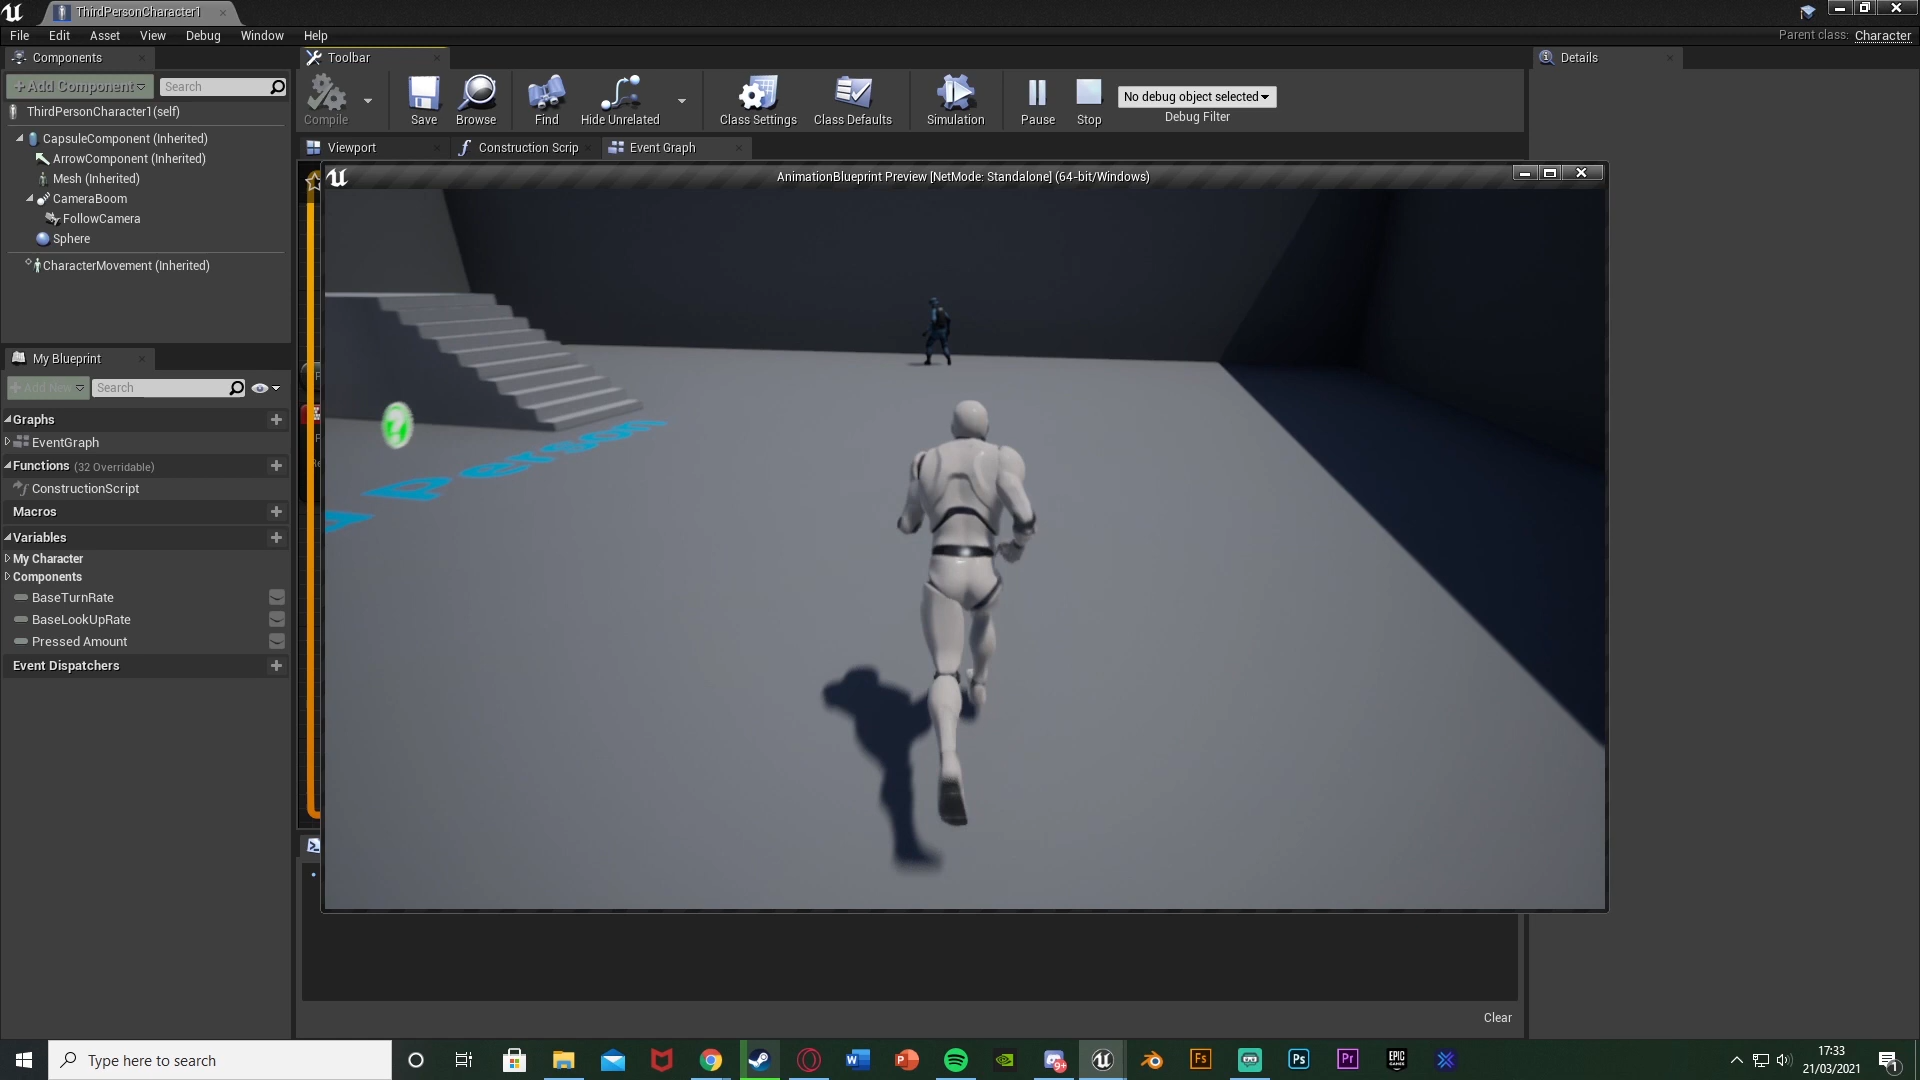 ThirdPersonCharacter1
File Edit Asset View Debug Window Help
Parent class: Character
Components
Toolbar
Details
+Add Component
Search
Compile
Save
Browse
Find
Hide Unrelated
Class Settings
Class Defaults
Simulation
Pause
Stop
No debug object selected
Debug Filter
ThirdPersonCharacter1(self)
CapsuleComponent (Inherited)
ArrowComponent (Inherited)
Mesh (Inherited)
CameraBoom
FollowCamera
Sphere
CharacterMovement (Inherited)
Viewport
Construction Scrip
Event Graph
AnimationBlueprint Preview [NetMode: Standalone] (64-bit/Windows)
My Blueprint
+Add New
Search
Graphs
EventGraph
Functions (32 Overridable)
ConstructionScript
Macros
Variables
My Character
Components
BaseTurnRate
BaseLookUpRate
Pressed Amount
Event Dispatchers
Clear
Type here to search
17:33
21/03/2021